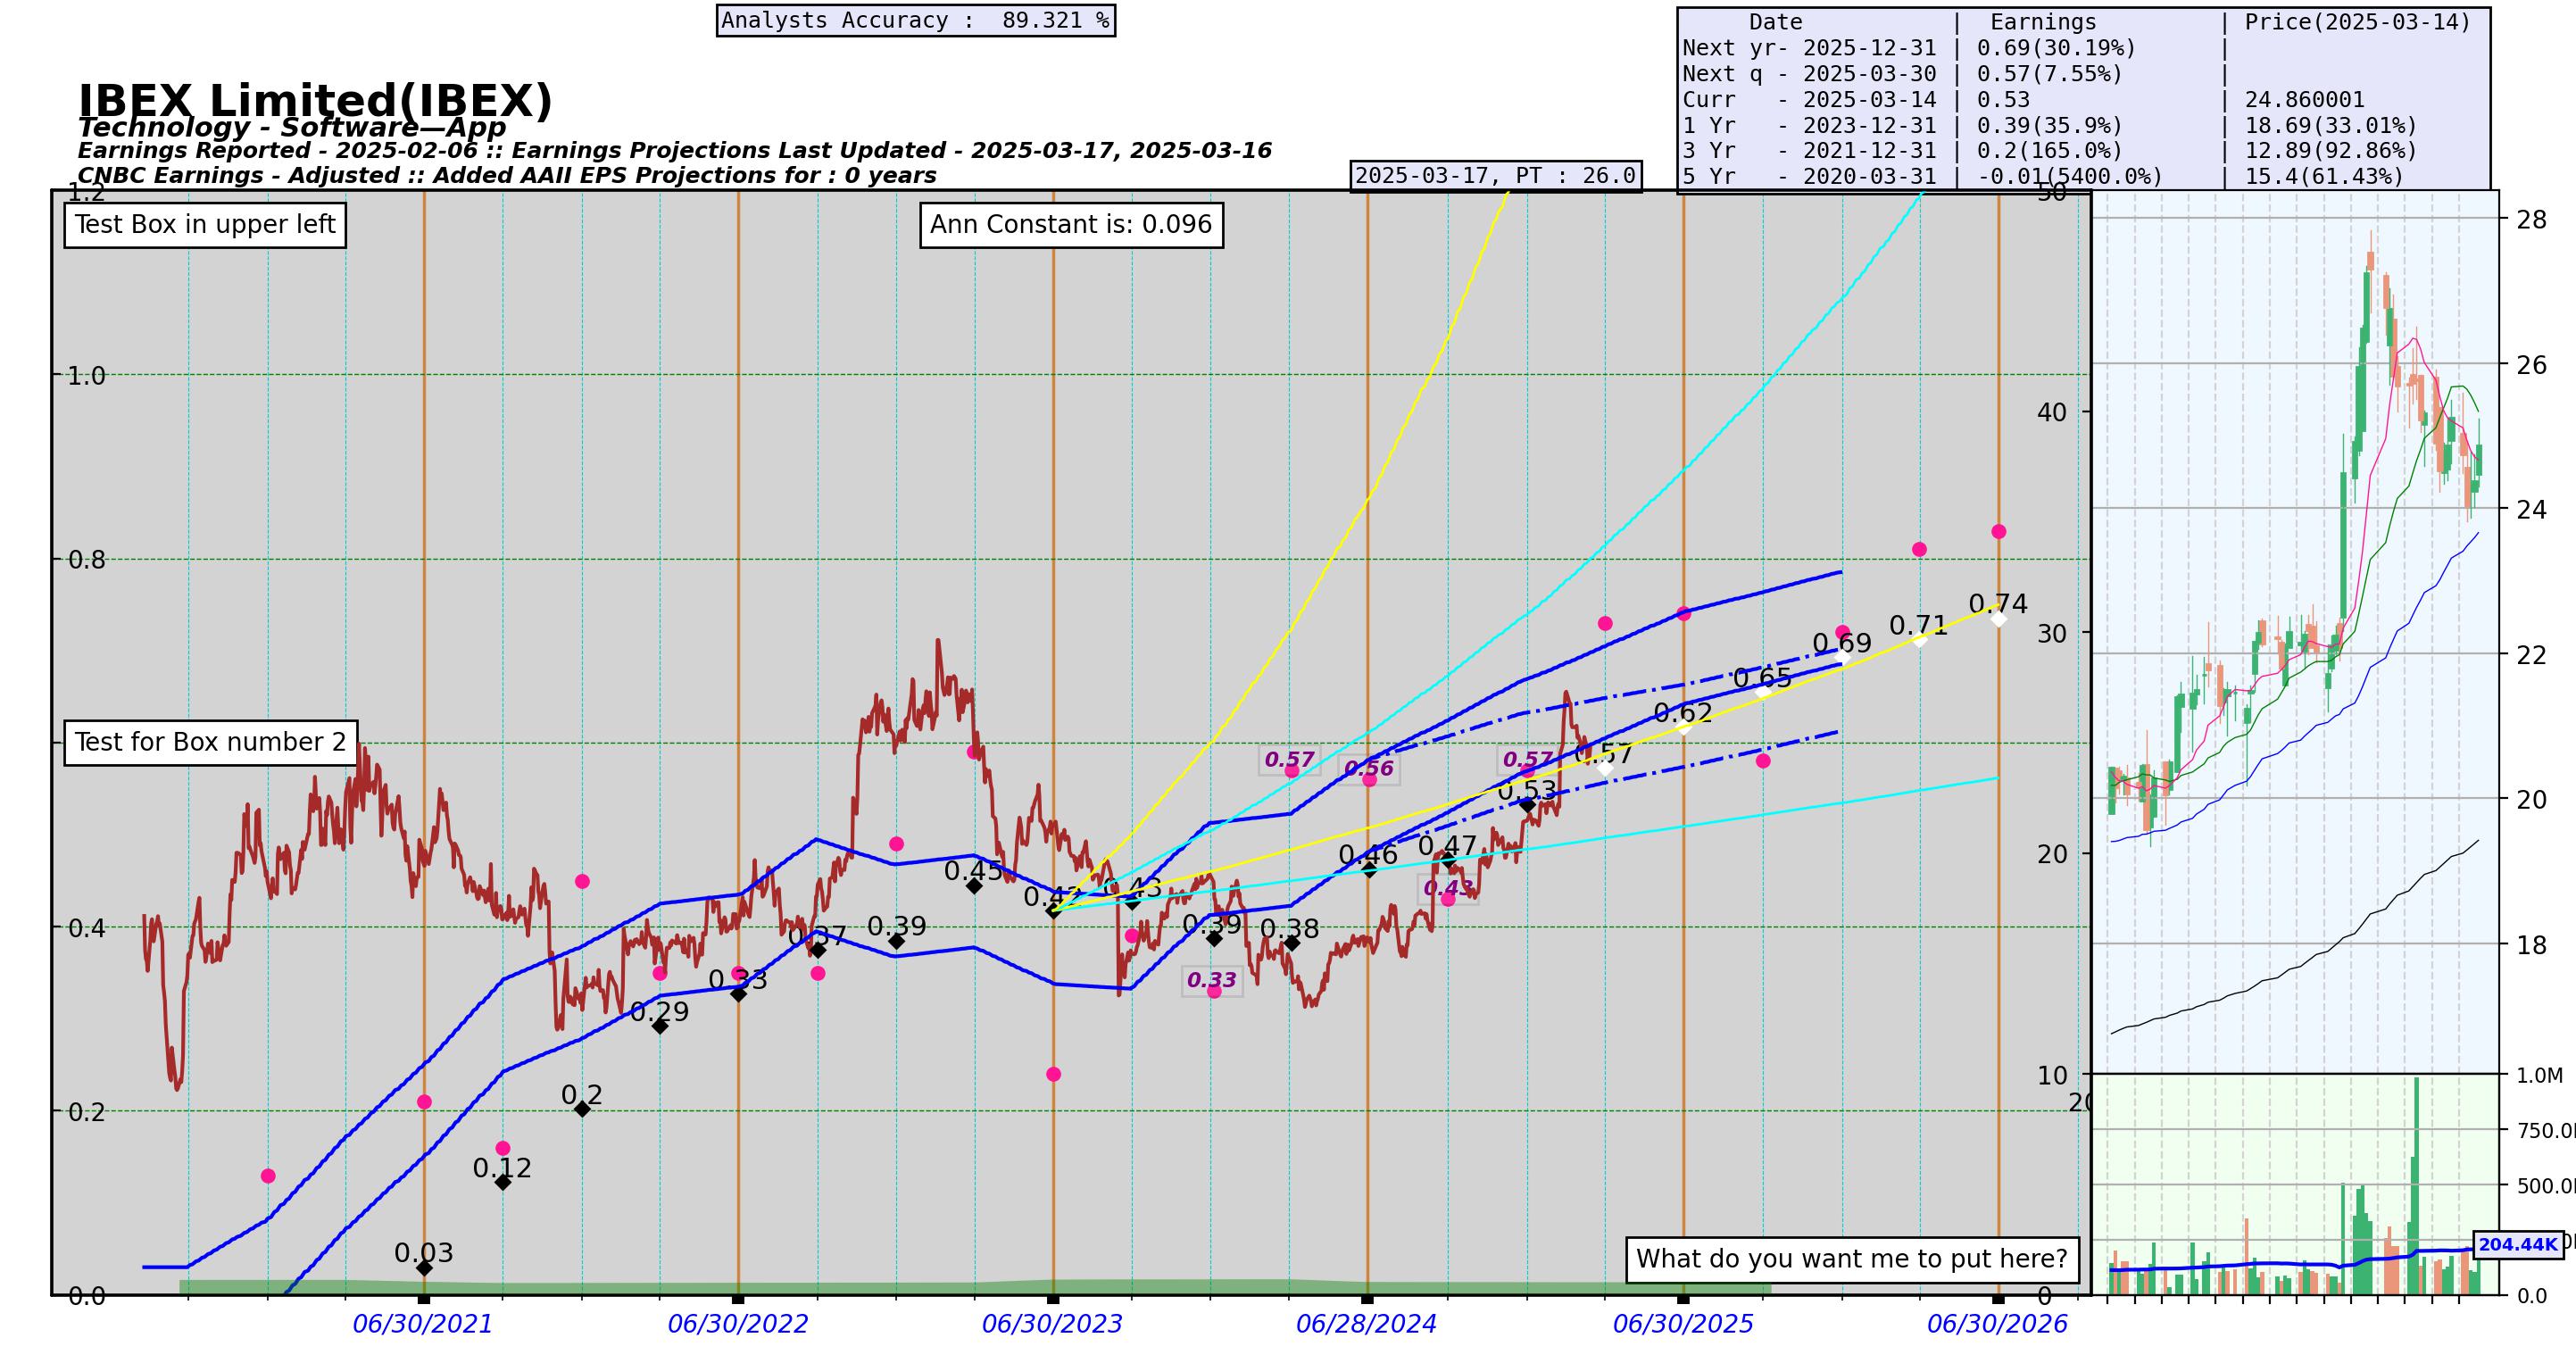 Analysts Accuracy :  89.321 %
Date | Earnings | Price(2025-03-14)
Next yr- 2025-12-31 | 0.69(30.19%) |
Next q - 2025-03-30 | 0.57(7.55%) |
Curr - 2025-03-14 | 0.53 | 24.860001
1 Yr - 2023-12-31 | 0.39(35.9%) | 18.69(33.01%)
3 Yr - 2021-12-31 | 0.2(165.0%) | 12.89(92.86%)
5 Yr - 2020-03-31 | -0.01(5400.0%) | 15.4(61.43%)
IBEX Limited(IBEX)
Technology - Software—App
Earnings Reported - 2025-02-06 :: Earnings Projections Last Updated - 2025-03-17, 2025-03-16
CNBC Earnings - Adjusted :: Added AAII EPS Projections for : 0 years
2025-03-17, PT : 26.0
1.2
1.0
0.8
0.4
0.2
0.0
Test Box in upper left
Ann Constant is: 0.096
Test for Box number 2
What do you want me to put here?
0.03
0.12
0.2
0.29
0.33
0.37
0.39
0.45
0.42
0.43
0.39
0.38
0.46
0.47
0.53
0.57
0.62
0.65
0.69
0.71
0.74
0.33
0.57
0.56
0.43
0.57
50
40
30
20
10
0
28
26
24
22
20
18
1.0M
750.0
500.0
0.0
204.44K
06/30/2021
06/30/2022
06/30/2023
06/28/2024
06/30/2025
06/30/2026